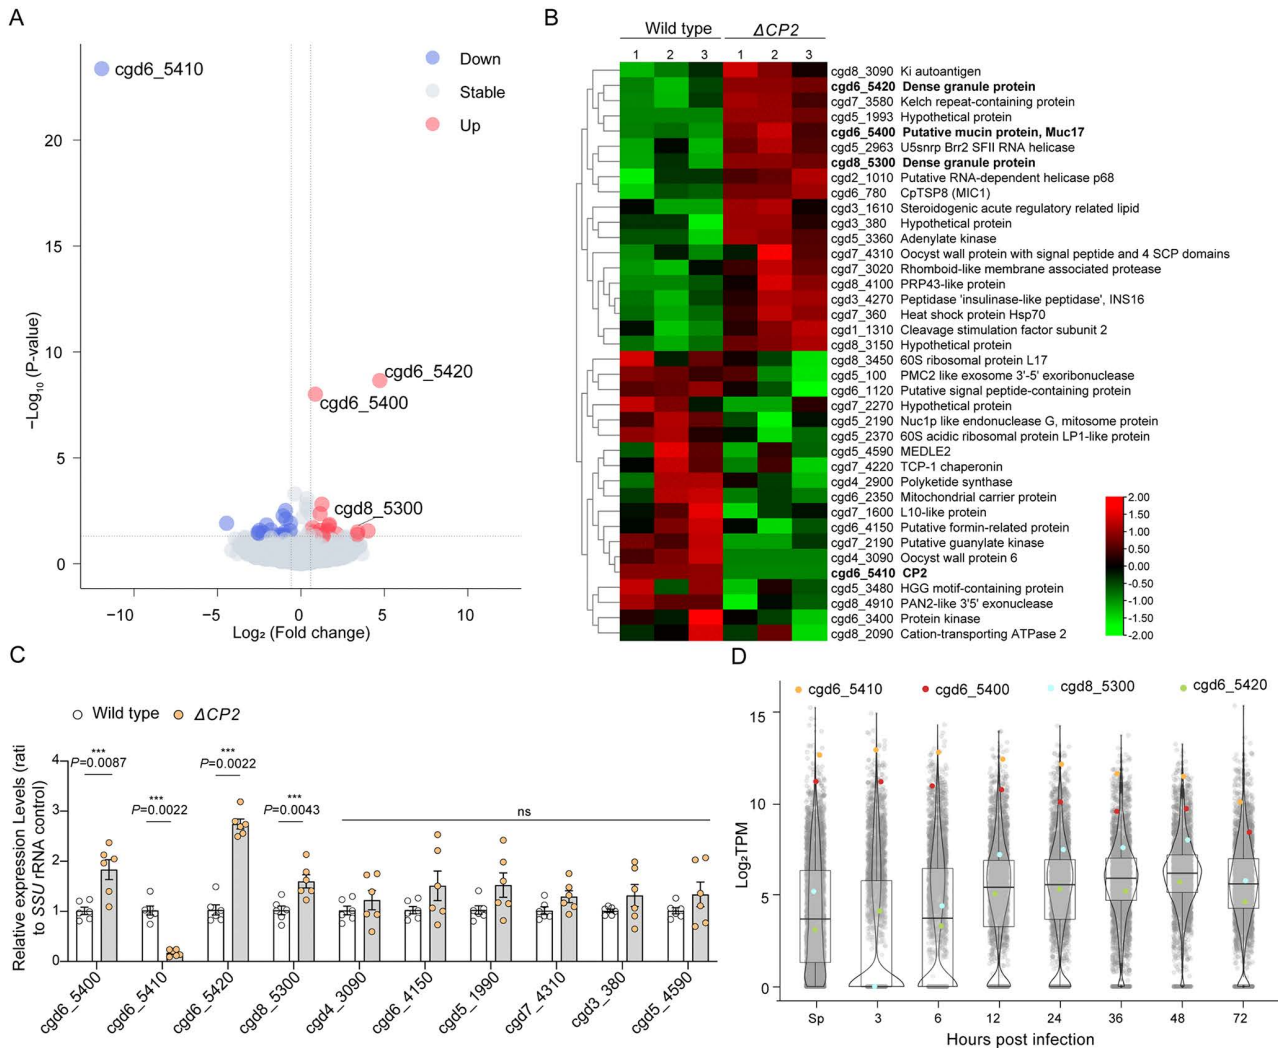 A
cgd6_5410
Down
Stable
Up
20
15
10
5
0
cgd6_5420
cgd6_5400
cgd8_5300
−10
−5
0
5
10
−Log₁₀ (P-value)
Log₂ (Fold change)
B
Wild type
ΔCP2
1 2 3 1 2 3
cgd8_3090 Ki autoantigen
cgd6_5420 Dense granule protein
cgd7_3580 Kelch repeat-containing protein
cgd5_1993 Hypothetical protein
cgd6_5400 Putative mucin protein, Muc17
cgd5_2963 U5snrp Brr2 SFII RNA helicase
cgd8_5300 Dense granule protein
cgd2_1010 Putative RNA-dependent helicase p68
cgd6_780 CpTSP8 (MIC1)
cgd3_1610 Steroidogenic acute regulatory related lipid
cgd3_380 Hypothetical protein
cgd5_3360 Adenylate kinase
cgd7_4310 Oocyst wall protein with signal peptide and 4 SCP domains
cgd7_3020 Rhomboid-like membrane associated protease
cgd8_4100 PRP43-like protein
cgd3_4270 Peptidase 'insulinase-like peptidase', INS16
cgd7_360 Heat shock protein Hsp70
cgd1_1310 Cleavage stimulation factor subunit 2
cgd8_3150 Hypothetical protein
cgd8_3450 60S ribosomal protein L17
cgd5_100 PMC2 like exosome 3'-5' exoribonuclease
cgd6_1120 Putative signal peptide-containing protein
cgd7_2270 Hypothetical protein
cgd5_2190 Nuc1p like endonuclease G, mitosome protein
cgd5_2370 60S acidic ribosomal protein LP1-like protein
cgd5_4590 MEDLE2
cgd7_4220 TCP-1 chaperonin
cgd4_2900 Polyketide synthase
cgd6_2350 Mitochondrial carrier protein
cgd7_1600 L10-like protein
cgd6_4150 Putative formin-related protein
cgd7_2190 Putative guanylate kinase
cgd4_3090 Oocyst wall protein 6
cgd6_5410 CP2
cgd5_3480 HGG motif-containing protein
cgd8_4910 PAN2-like 3'5' exonuclease
cgd6_3400 Protein kinase
cgd8_2090 Cation-transporting ATPase 2
2.00
1.50
1.00
0.50
0.00
-0.50
-1.00
-1.50
-2.00
C
Wild type
ΔCP2
Relative expression Levels (rati
to SSU rRNA control)
4
3
2
1
0
***
P=0.0087
***
P=0.0022
***
P=0.0022
***
P=0.0043
ns
cgd6_5400
cgd6_5410
cgd6_5420
cgd8_5300
cgd4_3090
cgd6_4150
cgd5_1990
cgd7_4310
cgd3_380
cgd5_4590
D
cgd6_5410
cgd6_5400
cgd8_5300
cgd6_5420
Log₂TPM
15
10
5
0
Sp
3
6
12
24
36
48
72
Hours post infection